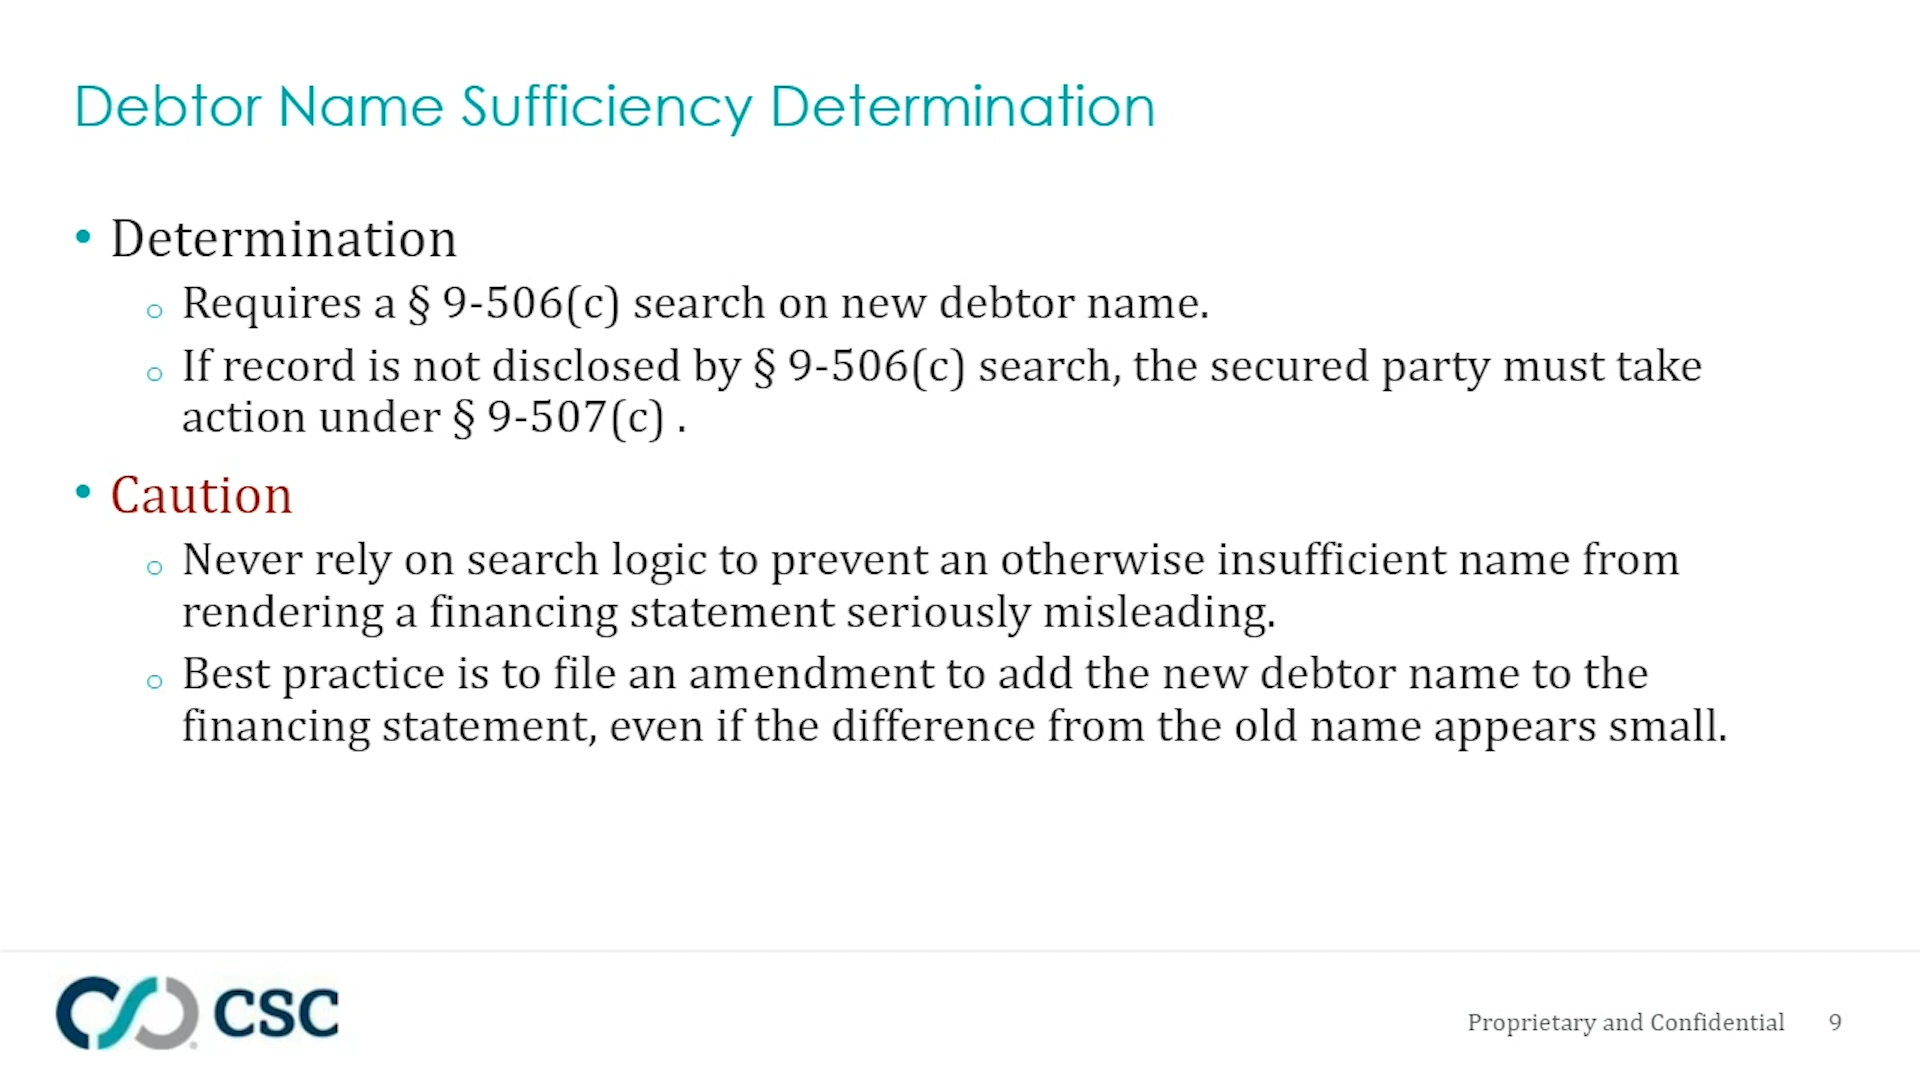 Debtor Name Sufficiency Determination
• Determination
o Requires a § 9-506(c) search on new debtor name.
o If record is not disclosed by § 9-506(c) search, the secured party must take
action under § 9-507(c) .
• Caution
o Never rely on search logic to prevent an otherwise insufficient name from
rendering a financing statement seriously misleading.
o Best practice is to file an amendment to add the new debtor name to the
financing statement, even if the difference from the old name appears small.
CSC
Proprietary and Confidential 9